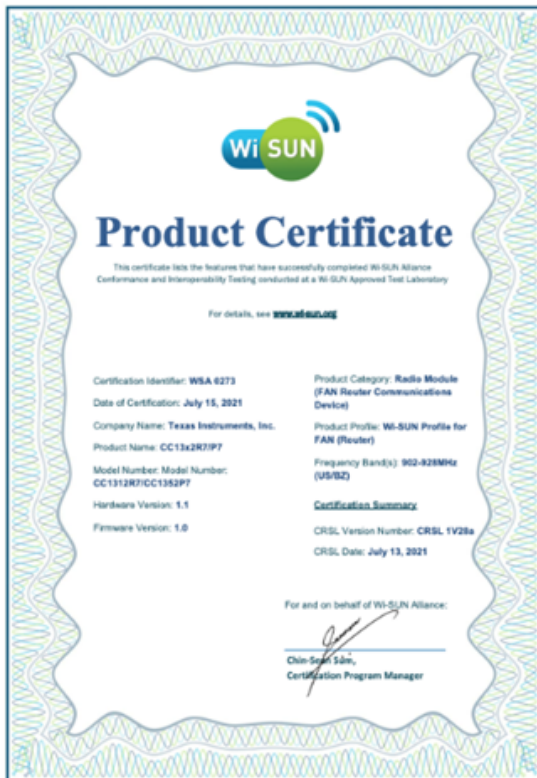 Wi SUN
Product Certificate
This certificate lists the features that have successfully completed Wi-SUN Alliance
Conformance and Interoperability Testing conducted at a Wi-SUN Approved Test Laboratory
For details, see www.wi-sun.org
Certification Identifier: WSA 0273
Date of Certification: July 15, 2021
Company Name: Texas Instruments, Inc.
Product Name: CC13x2R7/P7
Model Number: Model Number:
CC1312R7/CC1352P7
Hardware Version: 1.1
Firmware Version: 1.0
Product Category: Radio Module
(FAN Router Communications
Device)
Product Profile: Wi-SUN Profile for
FAN (Router)
Frequency Band(s): 902-928MHz
(US/BZ)
Certification Summary
CRSL Version Number: CRSL 1V28a
CRSL Date: July 13, 2021
For and on behalf of Wi-SUN Alliance:
Chin-Sean Sum,
Certification Program Manager